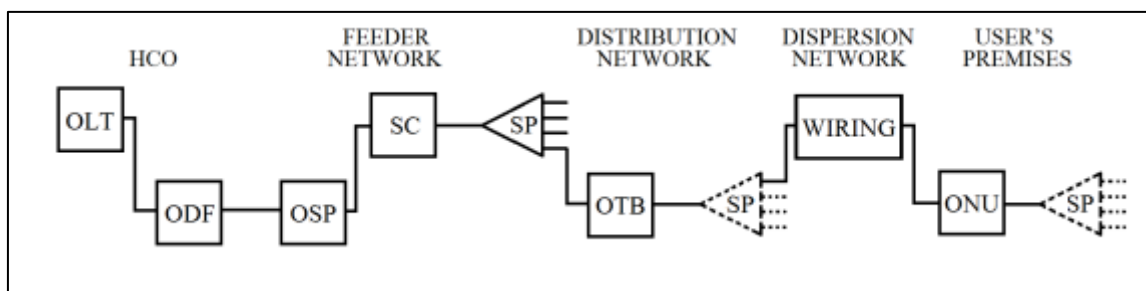 HCO
FEEDER
NETWORK
DISTRIBUTION
NETWORK
DISPERSION
NETWORK
USER'S
PREMISES
OLT
ODF
OSP
SC
SP
OTB
SP
WIRING
ONU
SP